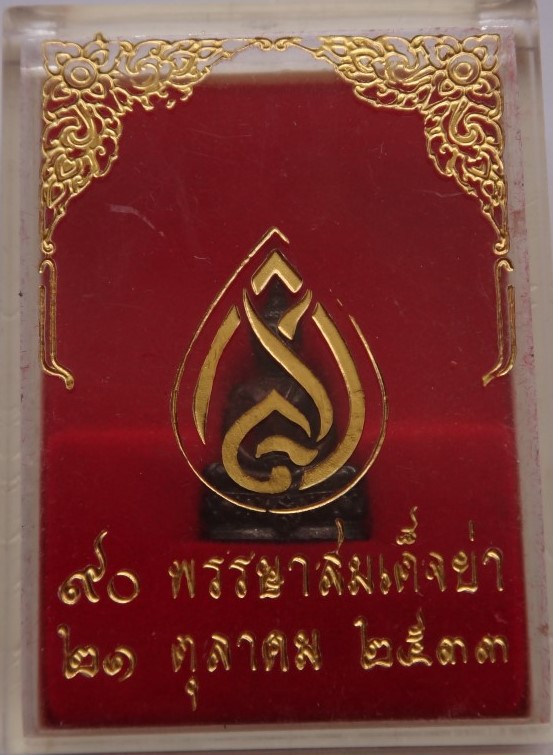 ๙๐ พรรษาสมเด็จย่า
๒๑ ตุลาคม ๒๕๓๓